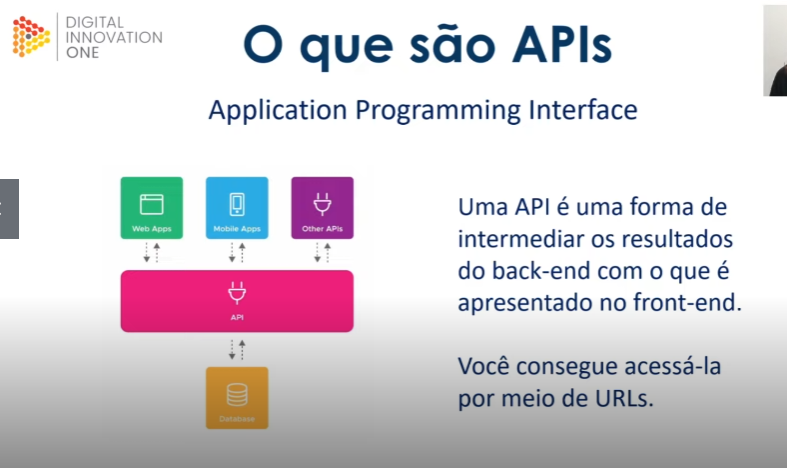 DIGITAL
INNOVATION
ONE
O que são APIs
Application Programming Interface
Web Apps
Mobile Apps
Other APIs
API
Database
Uma API é uma forma de
intermediar os resultados
do back-end com o que é
apresentado no front-end.
Você consegue acessá-la
por meio de URLs.